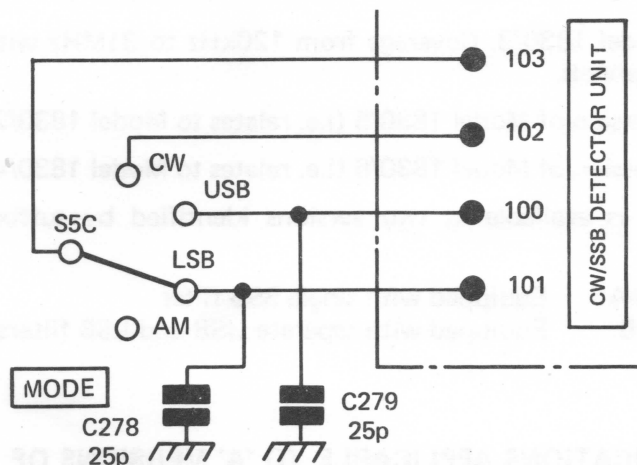 103
102
CW
USB
100
S5C
LSB
101
AM
MODE
C278
25p
C279
25p
CW/SSB DETECTOR UNIT